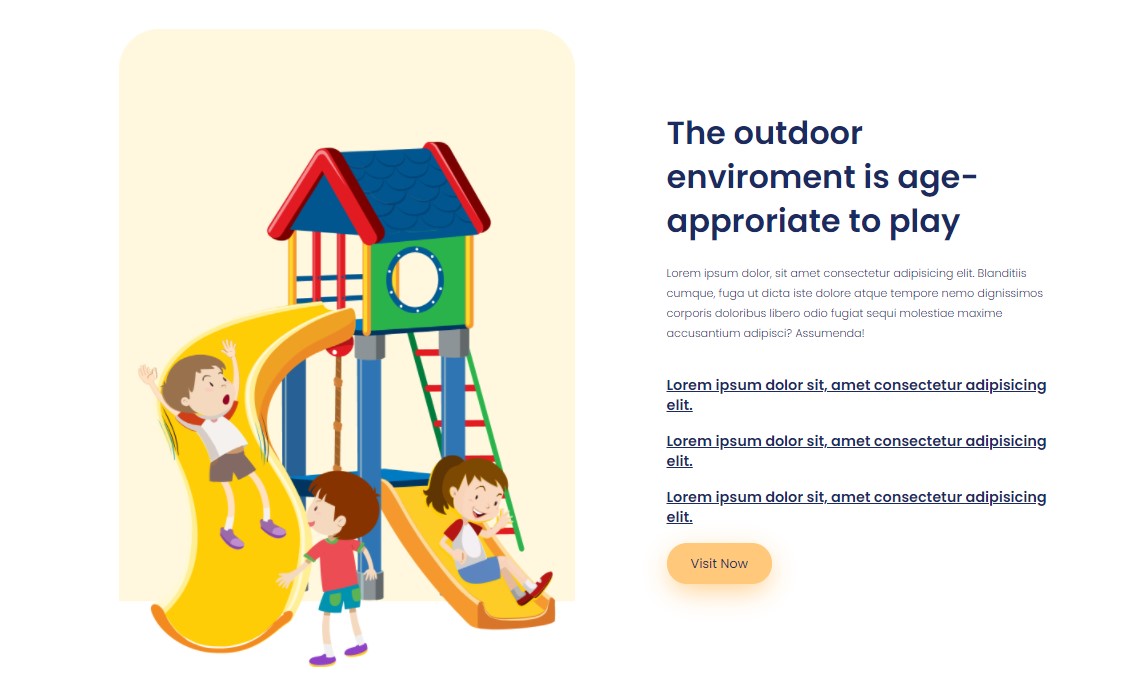 The outdoor
enviroment is age-
approriate to play
Lorem ipsum dolor, sit amet consectetur adipisicing elit. Blanditiis
cumque, fuga ut dicta iste dolore atque tempore nemo dignissimos
corporis doloribus libero odio fugiat sequi molestiae maxime
accusantium adipisci? Assumenda!
Lorem ipsum dolor sit, amet consectetur adipisicing
elit.
Lorem ipsum dolor sit, amet consectetur adipisicing
elit.
Lorem ipsum dolor sit, amet consectetur adipisicing
elit.
Visit Now